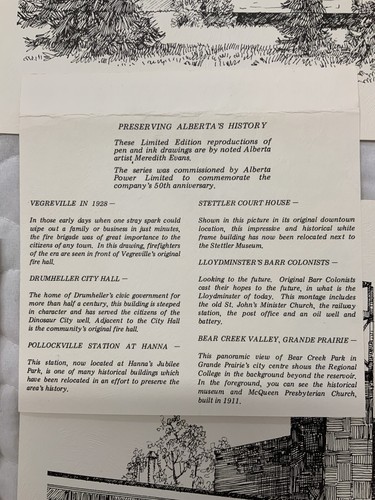 PRESERVING ALBERTA'S HISTORY
These Limited Edition reproductions of
pen and ink drawings are by noted Alberta
artist Meredith Evans.
The series was commissioned by Alberta
Power Limited to commemorate the
company's 50th anniversary.
VEGREVILLE IN 1928 —
In those early days when one stray spark could
wipe out a family or business in just minutes,
the fire brigade was of great importance to the
citizens of any town. In this drawing, firefighters
of the era are seen in front of Vegreville's original
fire hall.
DRUMHELLER CITY HALL —
The home of Drumheller's civic government for
more than half a century, this building is steeped
in character and has served the citizens of the
Dinosaur City well. Adjacent to the City Hall
is the community's original fire hall.
POLLOCKVILLE STATION AT HANNA —
This station, now located at Hanna's Jubilee
Park, is one of many historical buildings which
have been relocated in an effort to preserve the
area's history.
STETTLER COURT HOUSE —
Shown in this picture in its original downtown
location, this impressive and historical white
frame building has now been relocated next to
the Stettler Museum.
LLOYDMINSTER'S BARR COLONISTS —
Looking to the future. Original Barr Colonists
cast their hopes to the future, in what is the
Lloydminster of today. This montage includes
the old St. John's Minister Church, the railway
station, the post office and an oil well and
battery.
BEAR CREEK VALLEY, GRANDE PRAIRIE —
This panoramic view of Bear Creek Park in
Grande Prairie's city centre shows the Regional
College in the background beyond the reservoir.
In the foreground, you can see the historical
museum and McQueen Presbyterian Church,
built in 1911.